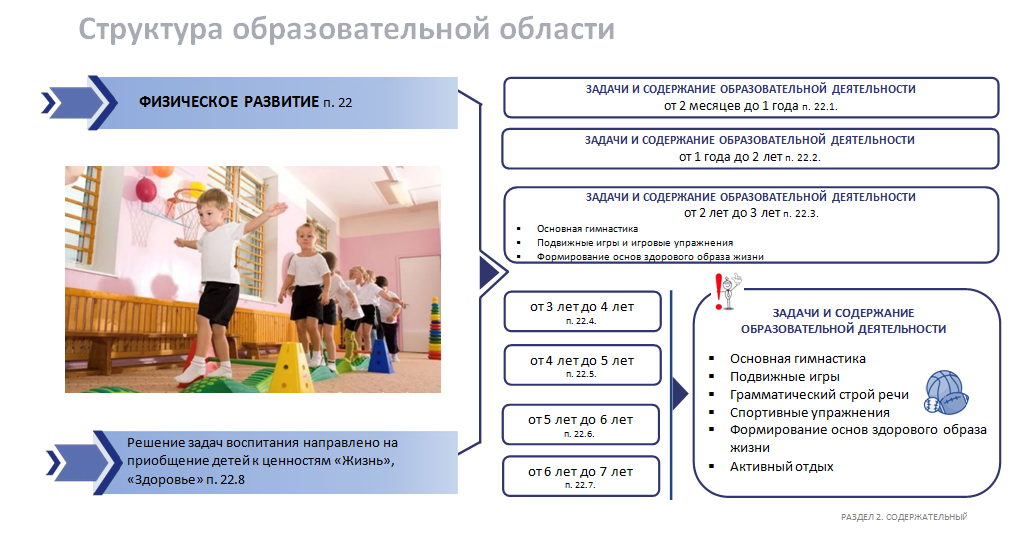 Структура образовательной области
ФИЗИЧЕСКОЕ РАЗВИТИЕ п. 22
ЗАДАЧИ И СОДЕРЖАНИЕ ОБРАЗОВАТЕЛЬНОЙ ДЕЯТЕЛЬНОСТИ
от 2 месяцев до 1 года п. 22.1.
ЗАДАЧИ И СОДЕРЖАНИЕ ОБРАЗОВАТЕЛЬНОЙ ДЕЯТЕЛЬНОСТИ
от 1 года до 2 лет п. 22.2.
ЗАДАЧИ И СОДЕРЖАНИЕ ОБРАЗОВАТЕЛЬНОЙ ДЕЯТЕЛЬНОСТИ
от 2 лет до 3 лет п. 22.3.
▪ Основная гимнастика
▪ Подвижные игры и игровые упражнения
▪ Формирование основ здорового образа жизни
от 3 лет до 4 лет
п. 22.4.
от 4 лет до 5 лет
п. 22.5.
от 5 лет до 6 лет
п. 22.6.
от 6 лет до 7 лет
п. 22.7.
ЗАДАЧИ И СОДЕРЖАНИЕ
ОБРАЗОВАТЕЛЬНОЙ ДЕЯТЕЛЬНОСТИ
▪ Основная гимнастика
▪ Подвижные игры
▪ Грамматический строй речи
▪ Спортивные упражнения
▪ Формирование основ здорового образа
жизни
▪ Активный отдых
Решение задач воспитания направлено на
приобщение детей к ценностям «Жизнь»,
«Здоровье» п. 22.8
РАЗДЕЛ 2. СОДЕРЖАТЕЛЬНЫЙ